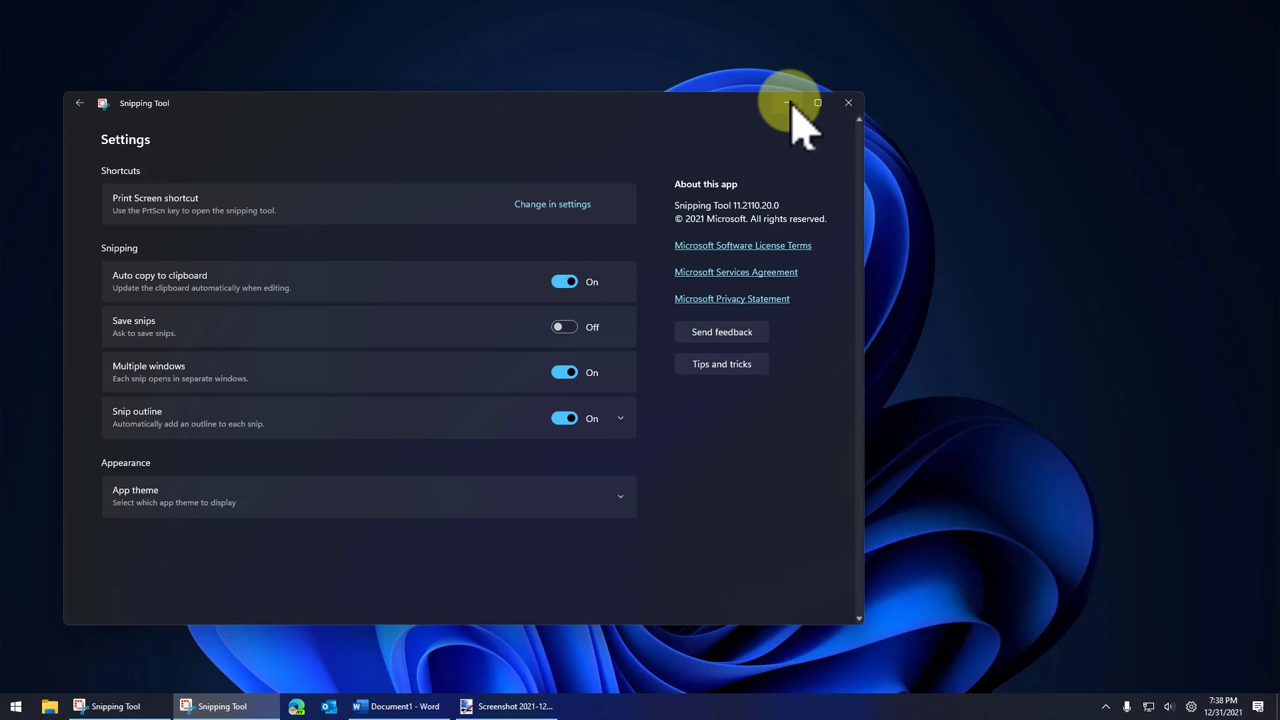 Snipping Tool
Settings
Shortcuts
Print Screen shortcut
Use the PrtScn key to open the snipping tool.
Change in settings
Snipping
Auto copy to clipboard
Update the clipboard automatically when editing.
On
Save snips
Ask to save snips.
Off
Multiple windows
Each snip opens in separate windows.
On
Snip outline
Automatically add an outline to each snip.
On
Appearance
App theme
Select which app theme to display
About this app
Snipping Tool 11.2110.20.0
© 2021 Microsoft. All rights reserved.
Microsoft Software License Terms
Microsoft Services Agreement
Microsoft Privacy Statement
Send feedback
Tips and tricks
Snipping Tool
Snipping Tool
Document1 - Word
Screenshot 2021-12...
7:38 PM
12/31/2021